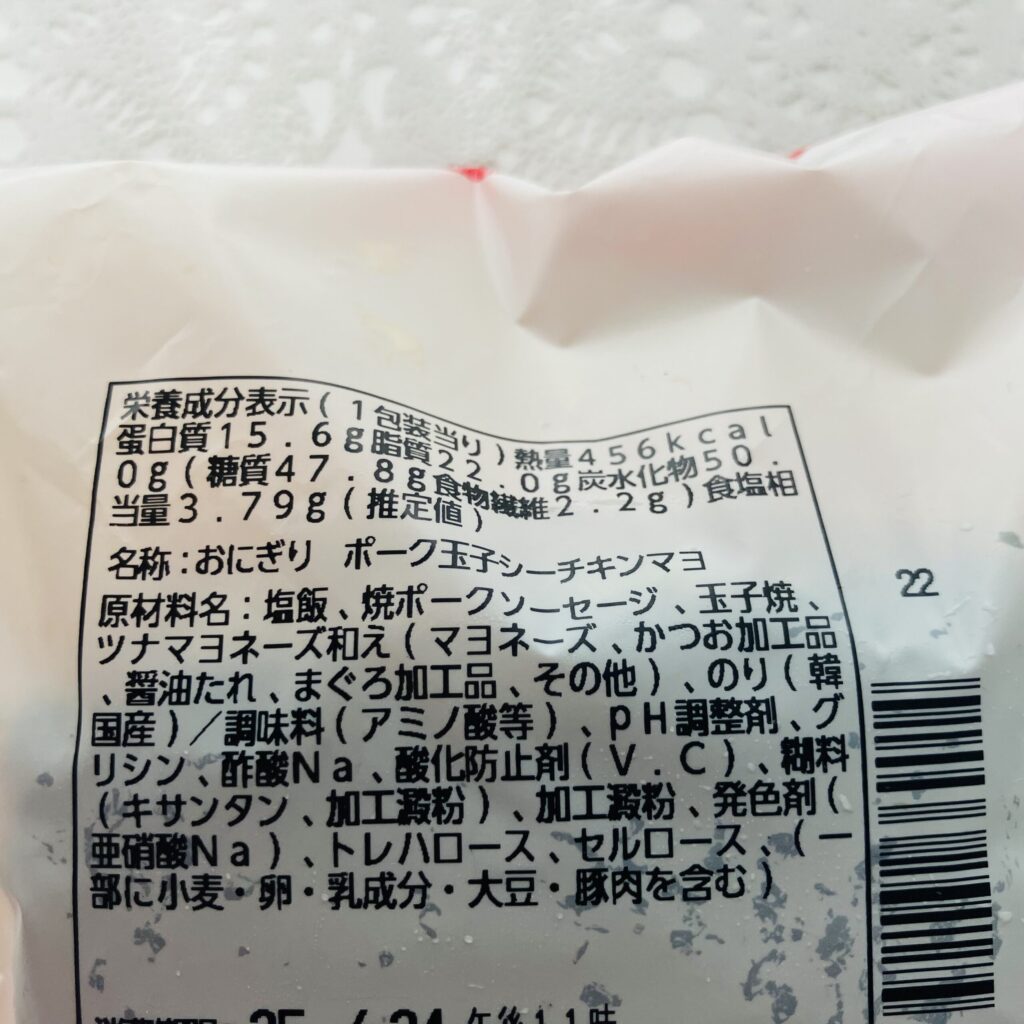 栄養成分表示(1包装当り)熱量456kcal
蛋白質15.6g脂質22.0g炭水化物50.
0g(糖質47.8g食物繊維2.2g)食塩相
当量3.79g(推定値)
名称:おにぎり ポーク玉子シーチキンマヨ
原材料名:塩飯、焼ポークソーセージ、玉子焼、
ツナマヨネーズ和え(マヨネーズ、かつお加工品
、醤油たれ、まぐろ加工品、その他)、のり(韓
国産)/調味料(アミノ酸等)、pH調整剤、グ
リシン、酢酸Na、酸化防止剤(V.C)、糊料
(キサンタン、加工澱粉)、加工澱粉、発色剤(
亜硝酸Na)、トレハロース、セルロース、(一
部に小麦・卵・乳成分・大豆・豚肉を含む)
22